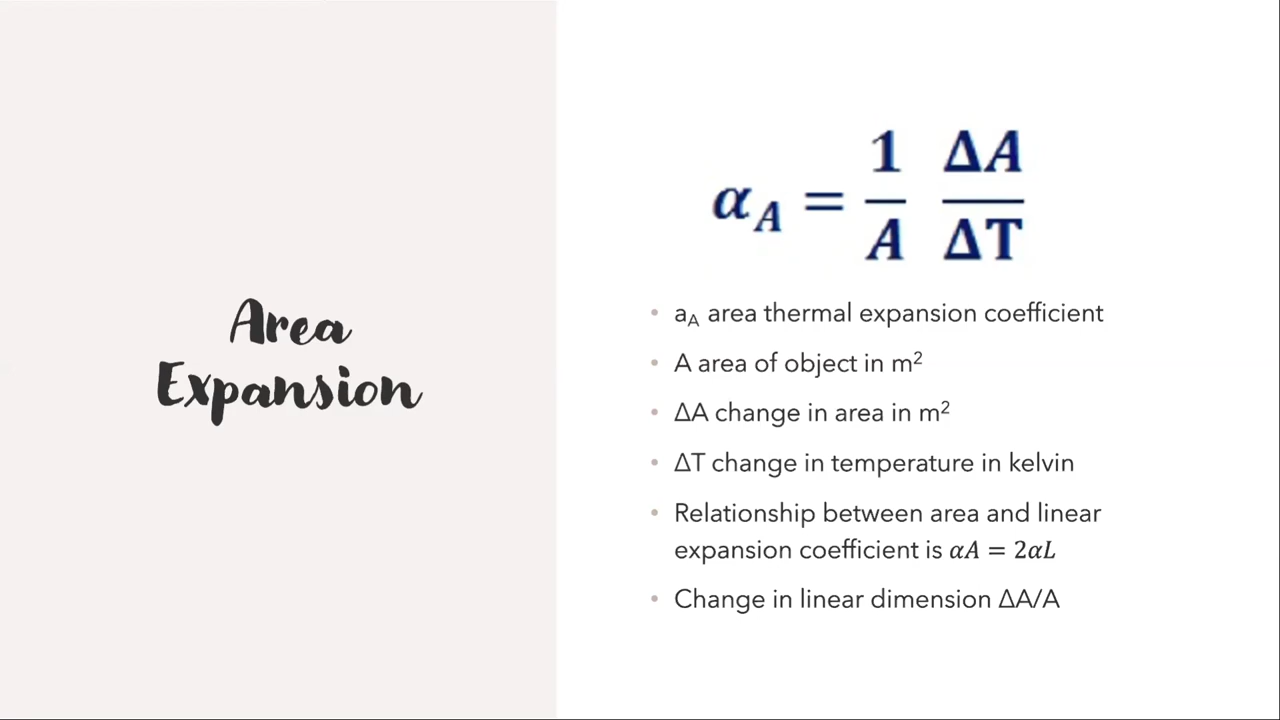 Area
Expansion
αA = 1/A ΔA/ΔT
• aA area thermal expansion coefficient
• A area of object in m²
• ΔA change in area in m²
• ΔT change in temperature in kelvin
• Relationship between area and linear
expansion coefficient is αA = 2αL
• Change in linear dimension ΔA/A